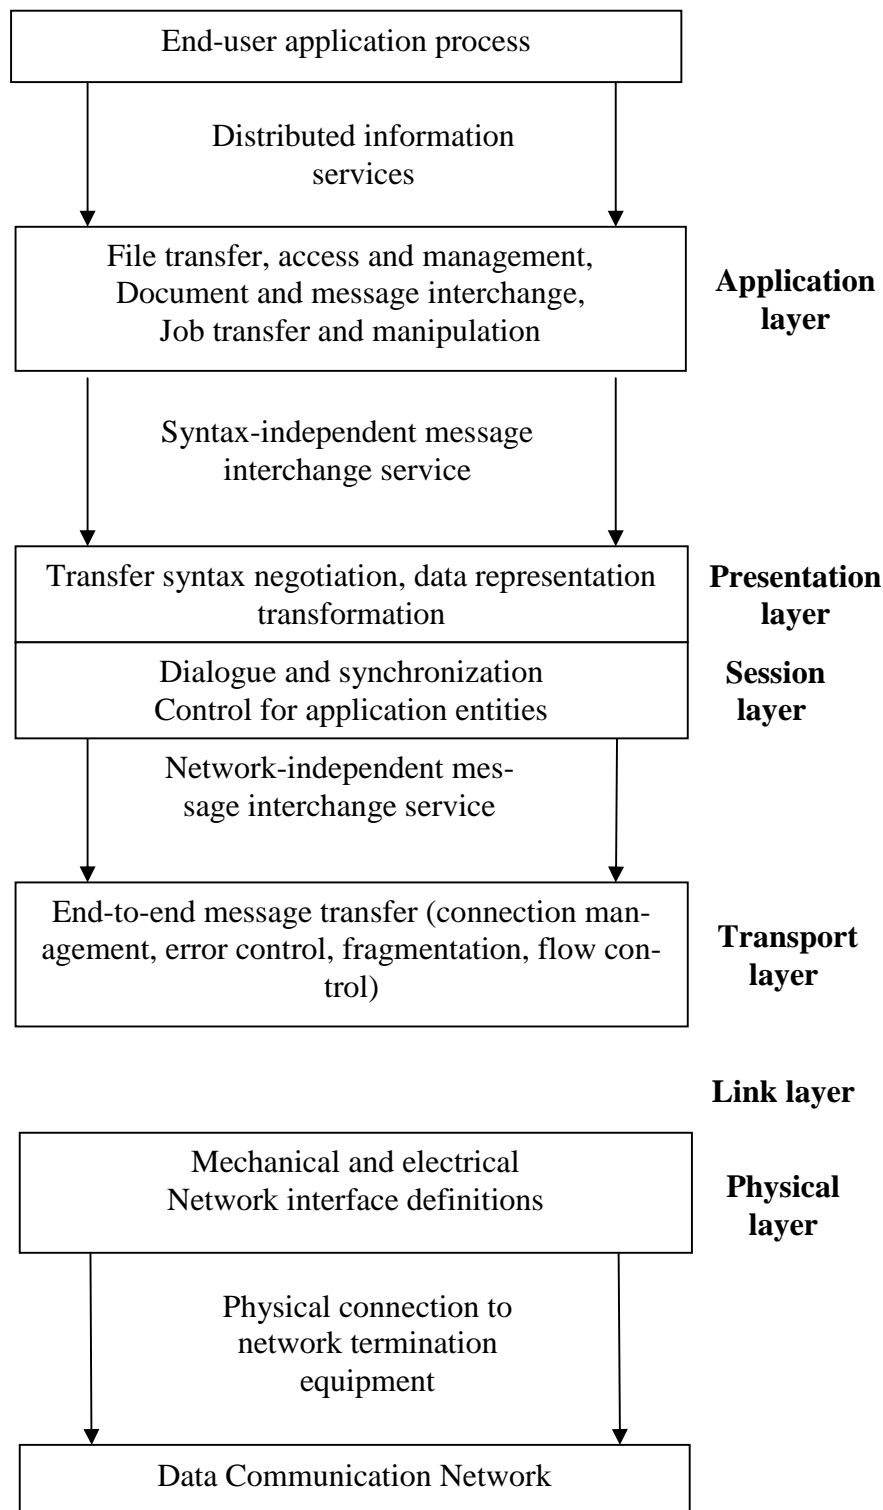 End-user application process
Distributed information
services
File transfer, access and management,
Document and message interchange,
Job transfer and manipulation
Application
layer
Syntax-independent message
interchange service
Transfer syntax negotiation, data representation
transformation
Presentation
layer
Dialogue and synchronization
Control for application entities
Session
layer
Network-independent mes-
sage interchange service
End-to-end message transfer (connection man-
agement, error control, fragmentation, flow con-
trol)
Transport
layer
Link layer
Mechanical and electrical
Network interface definitions
Physical
layer
Physical connection to
network termination
equipment
Data Communication Network